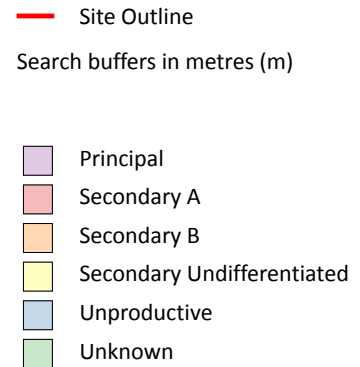 Site Outline
Search buffers in metres (m)
Principal
Secondary A
Secondary B
Secondary Undifferentiated
Unproductive
Unknown